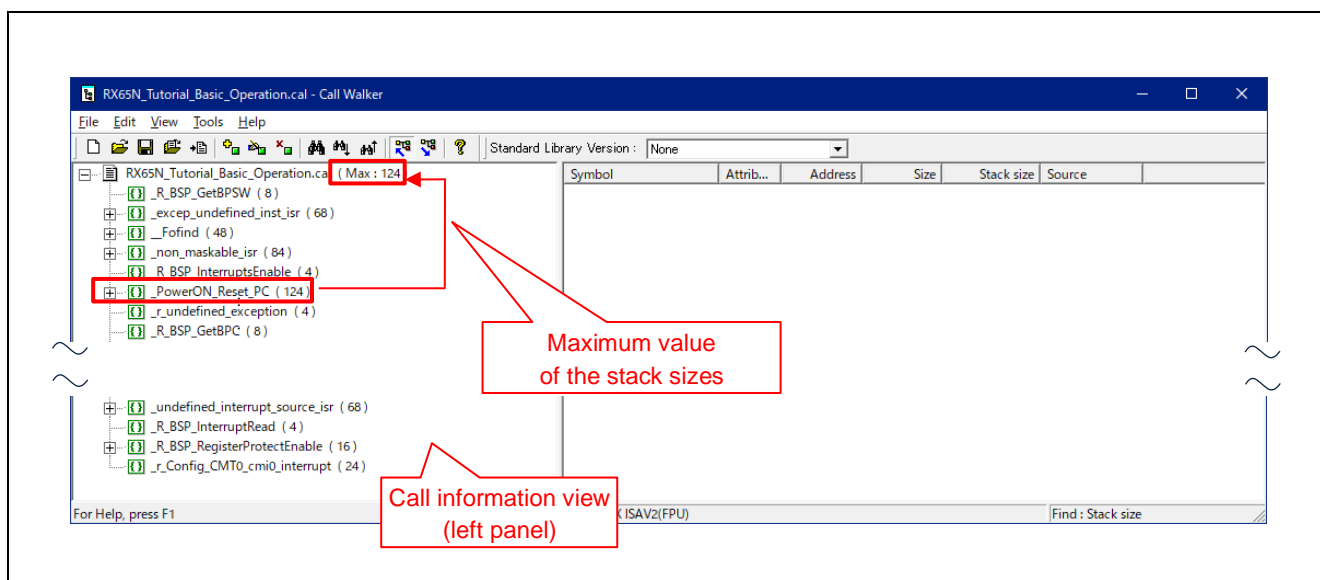 RX65N_Tutorial_Basic_Operation.cal - Call Walker
File Edit View Tools Help
Standard Library Version : None
RX65N_Tutorial_Basic_Operation.ca ( Max : 124
_R_BSP_GetBPSW ( 8 )
_excep_undefined_inst_isr ( 68 )
__Fofind ( 48 )
_non_maskable_isr ( 84 )
_R_BSP_InterruptsEnable ( 4 )
_PowerON_Reset_PC ( 124 )
_r_undefined_exception ( 4 )
_R_BSP_GetBPC ( 8 )
Symbol Attrib... Address Size Stack size Source
Maximum value
of the stack sizes
_undefined_interrupt_source_isr ( 68 )
_R_BSP_InterruptRead ( 4 )
_R_BSP_RegisterProtectEnable ( 16 )
_r_Config_CMT0_cmi0_interrupt ( 24 )
Call information view
(left panel)
For Help, press F1 ISAV2(FPU) Find : Stack size